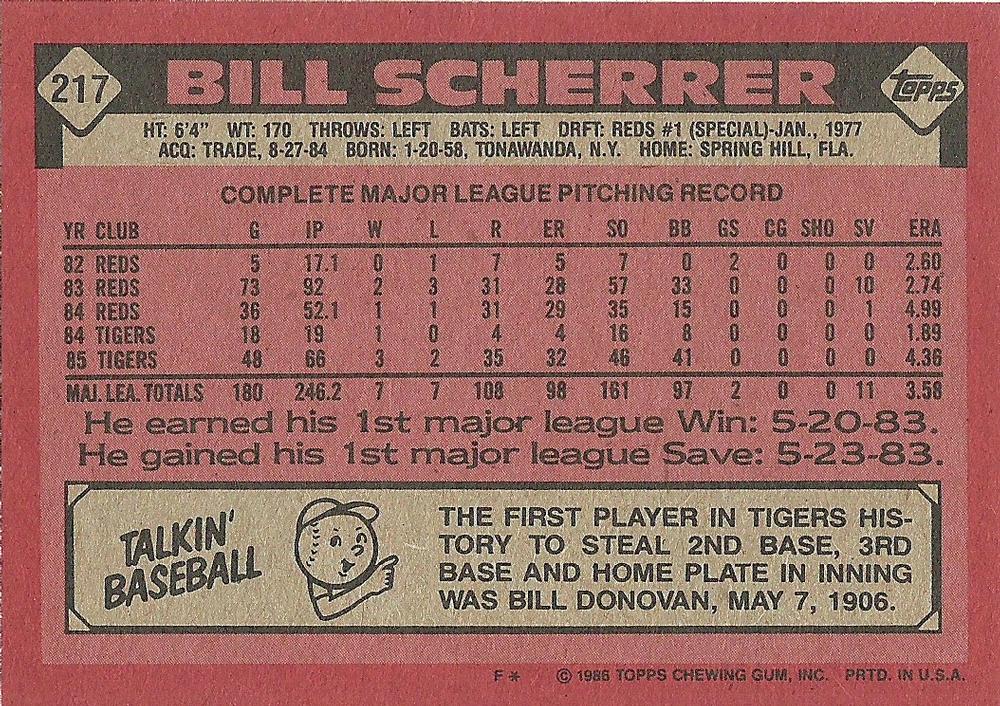 217 BILL SCHERRER Topps
HT: 6'4" WT: 170 THROWS: LEFT BATS: LEFT DRFT: REDS #1 (SPECIAL)-JAN., 1977
ACQ: TRADE, 8-27-84 BORN: 1-20-58, TONAWANDA, N.Y. HOME: SPRING HILL, FLA.
COMPLETE MAJOR LEAGUE PITCHING RECORD
YR CLUB G IP W L R ER SO BB GS CG SHO SV ERA
82 REDS 5 17.1 0 1 7 5 7 0 2 0 0 0 2.60
83 REDS 73 92 2 3 31 28 57 33 0 0 0 10 2.74
84 REDS 36 52.1 1 1 31 29 35 15 0 0 0 1 4.99
84 TIGERS 18 19 1 0 4 4 16 8 0 0 0 0 1.89
85 TIGERS 48 66 3 2 35 32 46 41 0 0 0 0 4.36
MAJ. LEA. TOTALS 180 246.2 7 7 108 98 161 97 2 0 0 11 3.58
He earned his 1st major league Win: 5-20-83.
He gained his 1st major league Save: 5-23-83.
TALKIN'
BASEBALL
THE FIRST PLAYER IN TIGERS HIS-
TORY TO STEAL 2ND BASE, 3RD
BASE AND HOME PLATE IN INNING
WAS BILL DONOVAN, MAY 7, 1906.
F* © 1986 TOPPS CHEWING GUM, INC. PRTD. IN U.S.A.